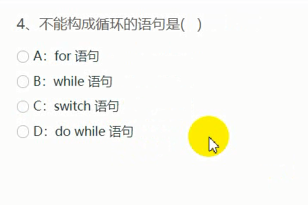 4、不能构成循环的语句是(   )
A：for 语句
B：while 语句
C：switch 语句
D：do while 语句